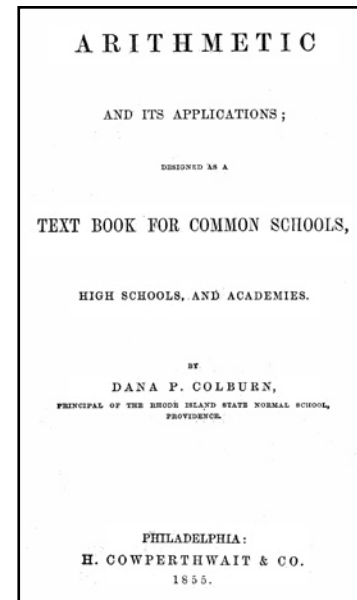 ARITHMETIC
AND ITS APPLICATIONS;
DESIGNED AS A
TEXT BOOK FOR COMMON SCHOOLS,
HIGH SCHOOLS, AND ACADEMIES.
BY
DANA P. COLBURN,
PRINCIPAL OF THE RHODE ISLAND STATE NORMAL SCHOOL,
PROVIDENCE.
PHILADELPHIA:
H. COWPERTHWAIT & CO.
1855.